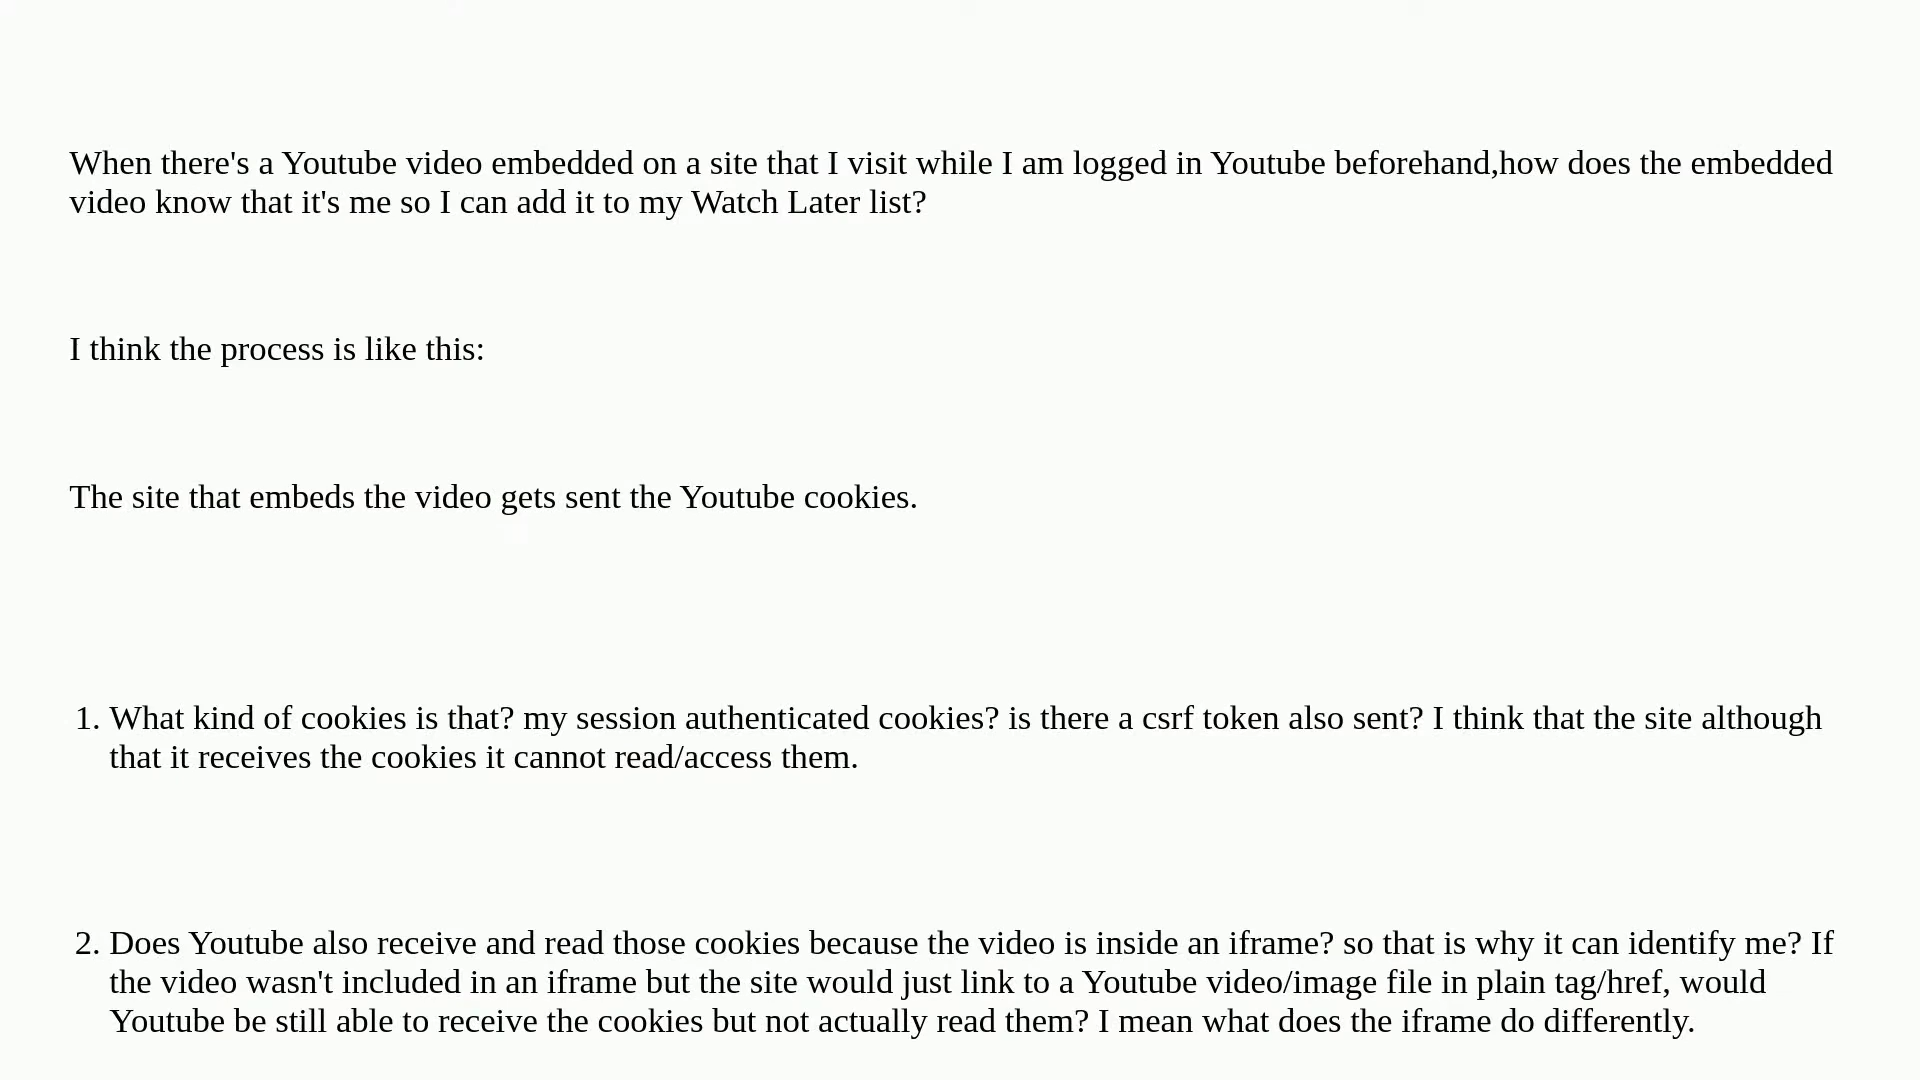 When there's a Youtube video embedded on a site that I visit while I am logged in Youtube beforehand,how does the embedded
video know that it's me so I can add it to my Watch Later list?
I think the process is like this:
The site that embeds the video gets sent the Youtube cookies.
1. What kind of cookies is that? my session authenticated cookies? is there a csrf token also sent? I think that the site although
that it receives the cookies it cannot read/access them.
2. Does Youtube also receive and read those cookies because the video is inside an iframe? so that is why it can identify me? If
the video wasn't included in an iframe but the site would just link to a Youtube video/image file in plain tag/href, would
Youtube be still able to receive the cookies but not actually read them? I mean what does the iframe do differently.